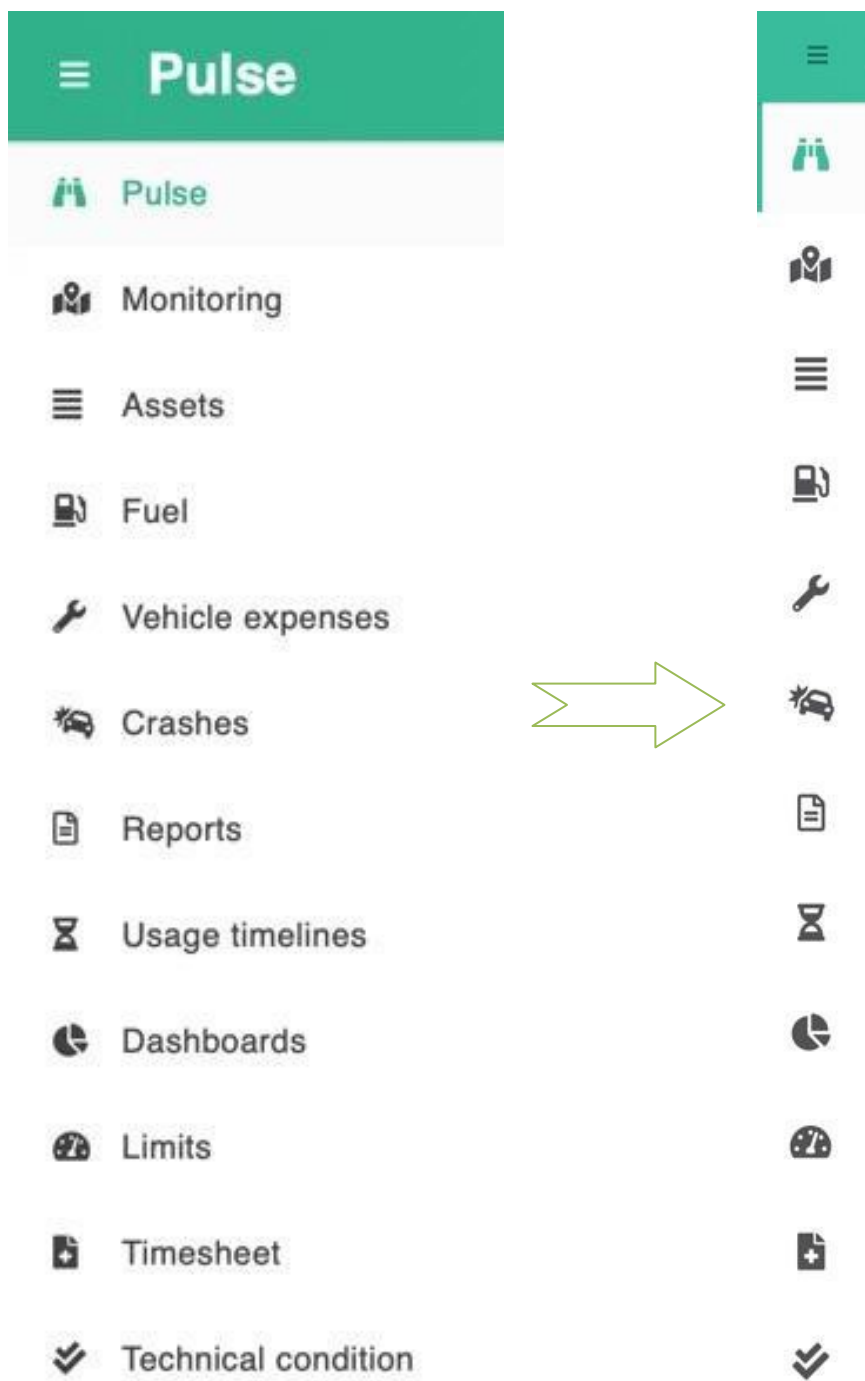 Pulse
Pulse
Monitoring
Assets
Fuel
Vehicle expenses
Crashes
Reports
Usage timelines
Dashboards
Limits
Timesheet
Technical condition